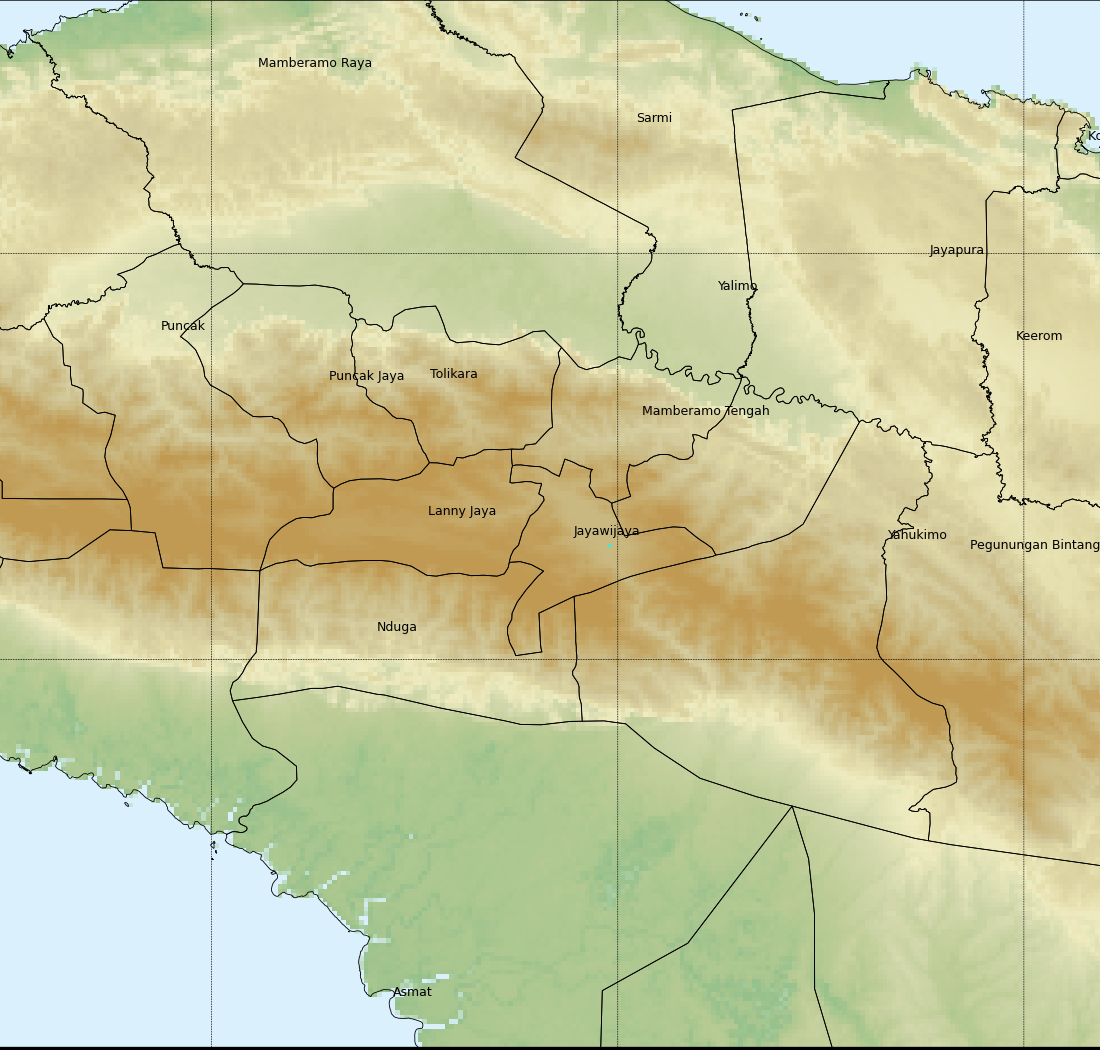 Mamberamo Raya
Sarmi
Ko
Jayapura
Yalimo
Puncak
Keerom
Puncak Jaya
Tolikara
Mamberamo Tengah
Lanny Jaya
Jayawijaya
Yahukimo
Pegunungan Bintang
Nduga
Asmat